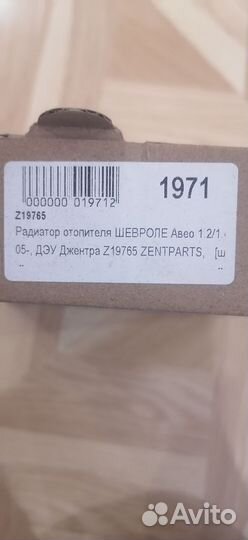 1971
000000 019712
Z19765
Радиатор отопителя ШЕВРОЛЕ Авео 1.2/1.
05-, ДЭУ Джентра Z19765 ZENTPARTS, [ш
Avito